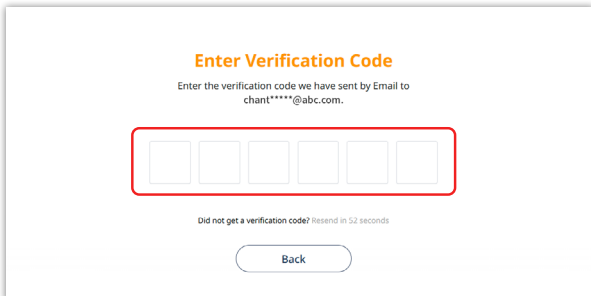 Enter Verification Code
Enter the verification code we have sent by Email to
chant*****@abc.com.
Did not get a verification code? Resend in 52 seconds
Back